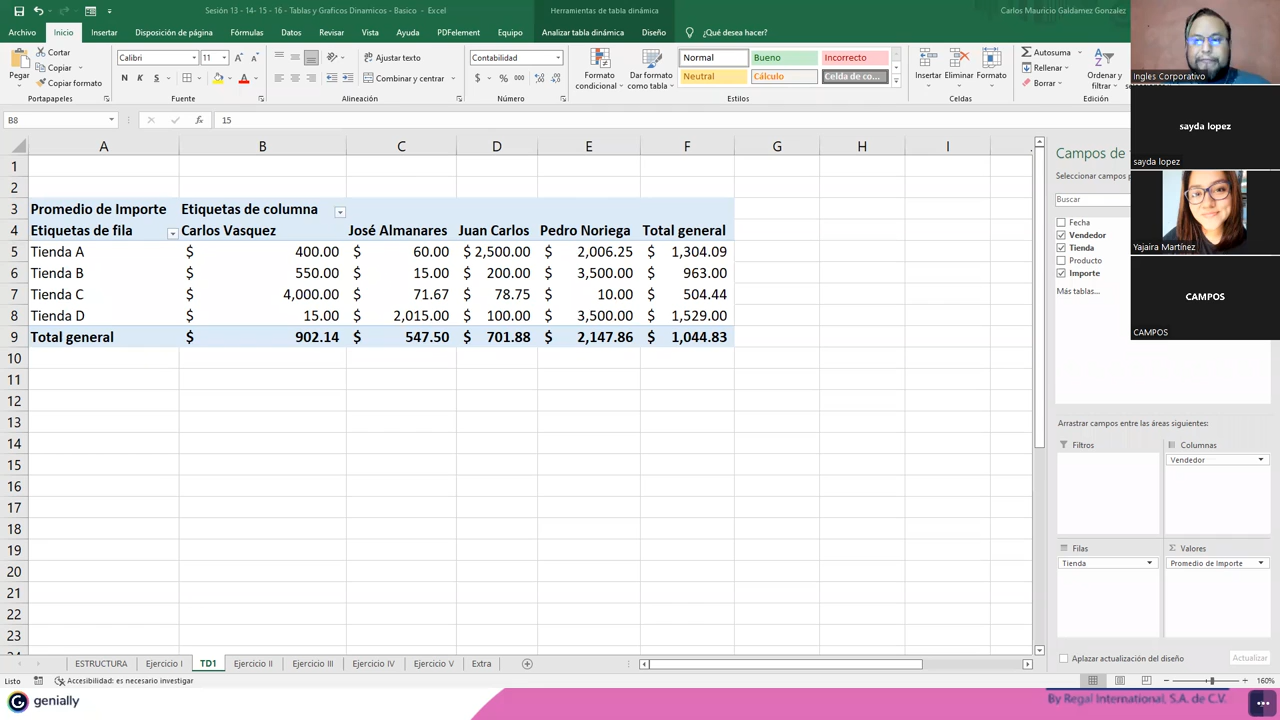 Sesión 13 - 14- 15 - 16 - Tablas y Graficos Dinamicos - Basico - Excel
Herramientas de tabla dinámica
Carlos Mauricio Galdamez Gonzalez
Archivo Inicio Insertar Disposición de página Fórmulas Datos Revisar Vista Ayuda PDFelement Equipo Analizar tabla dinámica Diseño ¿Qué desea hacer?
Pegar
Cortar
Copiar
Copiar formato
Portapapeles
Calibri 11
N K S
Fuente
Ajustar texto
Combinar y centrar
Alineación
Contabilidad
$ % 000
Número
Formato condicional
Dar formato como tabla
Normal Bueno Incorrecto
Neutral Cálculo Celda de co...
Estilos
Insertar Eliminar Formato
Celdas
Autosuma
Rellenar
Borrar
Ordenar y filtrar
Edición
B8 fx 15
A B C D E F G H I
1
2
3 Promedio de Importe Etiquetas de columna
4 Etiquetas de fila Carlos Vasquez José Almanares Juan Carlos Pedro Noriega Total general
5 Tienda A $ 400.00 $ 60.00 $ 2,500.00 $ 2,006.25 $ 1,304.09
6 Tienda B $ 550.00 $ 15.00 $ 200.00 $ 3,500.00 $ 963.00
7 Tienda C $ 4,000.00 $ 71.67 $ 78.75 $ 10.00 $ 504.44
8 Tienda D $ 15.00 $ 2,015.00 $ 100.00 $ 3,500.00 $ 1,529.00
9 Total general $ 902.14 $ 547.50 $ 701.88 $ 2,147.86 $ 1,044.83
10
11
12
13
14
15
16
17
18
19
20
21
22
23
Ingles Corporativo
sayda lopez
sayda lopez
Yajaira Martínez
CAMPOS
CAMPOS
Campos de
Seleccionar campos
Buscar
Fecha
Vendedor
Tienda
Producto
Importe
Más tablas...
Arrastrar campos entre las áreas siguientes:
Filtros Columnas
Vendedor
Filas Σ Valores
Tienda Promedio de Importe
Aplazar actualización del diseño Actualizar
ESTRUCTURA Ejercicio I TD1 Ejercicio II Ejercicio III Ejercicio IV Ejercicio V Extra
Listo Accesibilidad: es necesario investigar 160%
genially
By Regal International, S.A. de C.V.